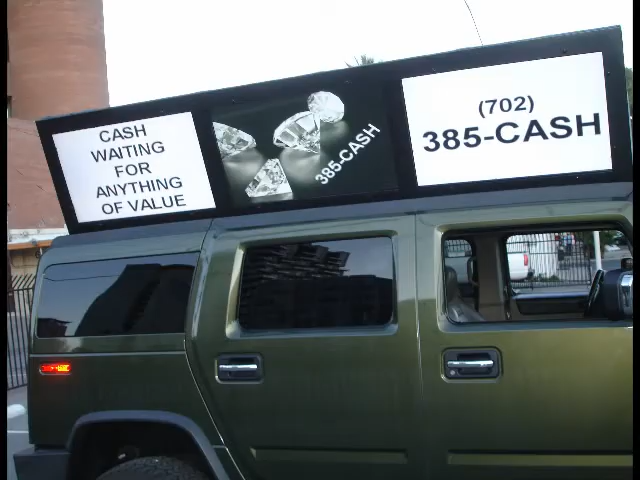 CASH
WAITING
FOR
ANYTHING
OF VALUE
385-CASH
(702)
385-CASH